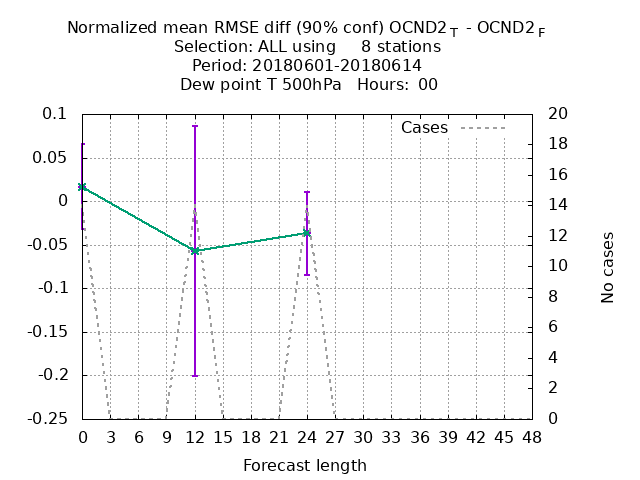 Normalized mean RMSE diff (90% conf) OCND2 T - OCND2 F
Selection: ALL using 8 stations
Period: 20180601-20180614
Dew point T 500hPa Hours: 00
Cases
0.1
0.05
0
-0.05
-0.1
-0.15
-0.2
-0.25
20
18
16
14
12
10
8
6
4
2
0
No cases
0 3 6 9 12 15 18 21 24 27 30 33 36 39 42 45 48
Forecast length